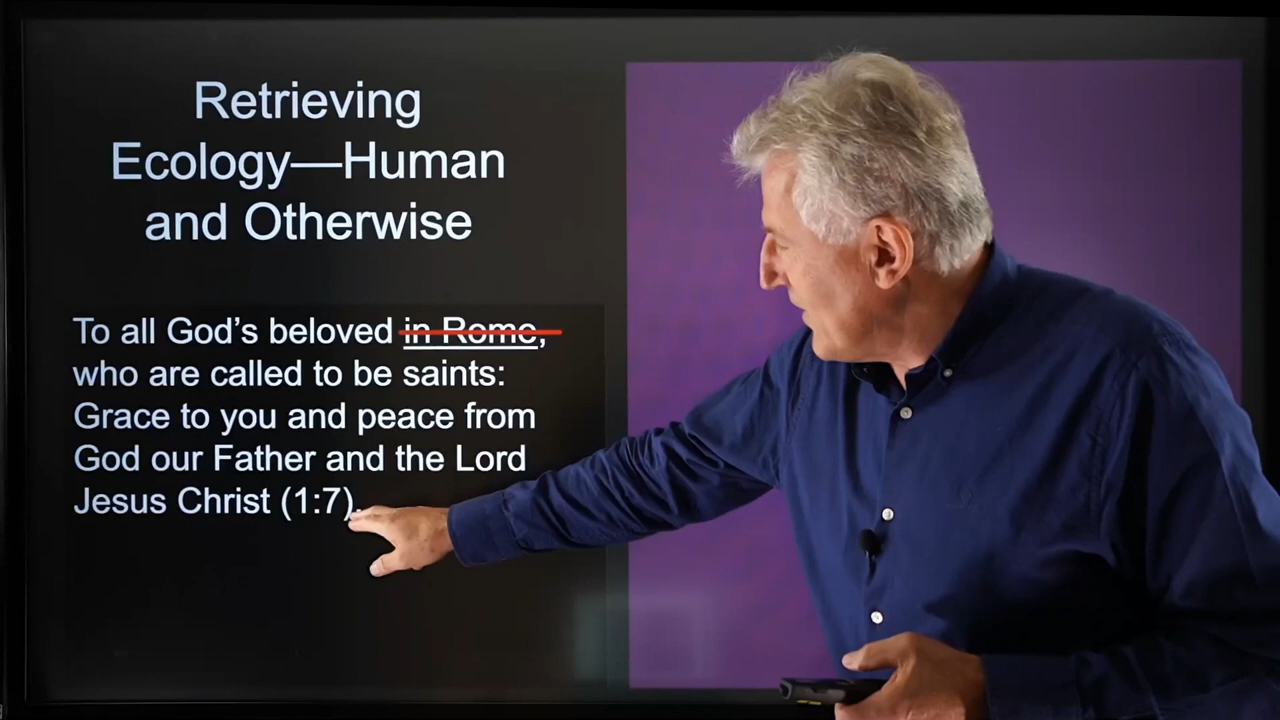 Retrieving
Ecology—Human
and Otherwise
To all God's beloved in Rome,
who are called to be saints:
Grace to you and peace from
God our Father and the Lord
Jesus Christ (1:7).